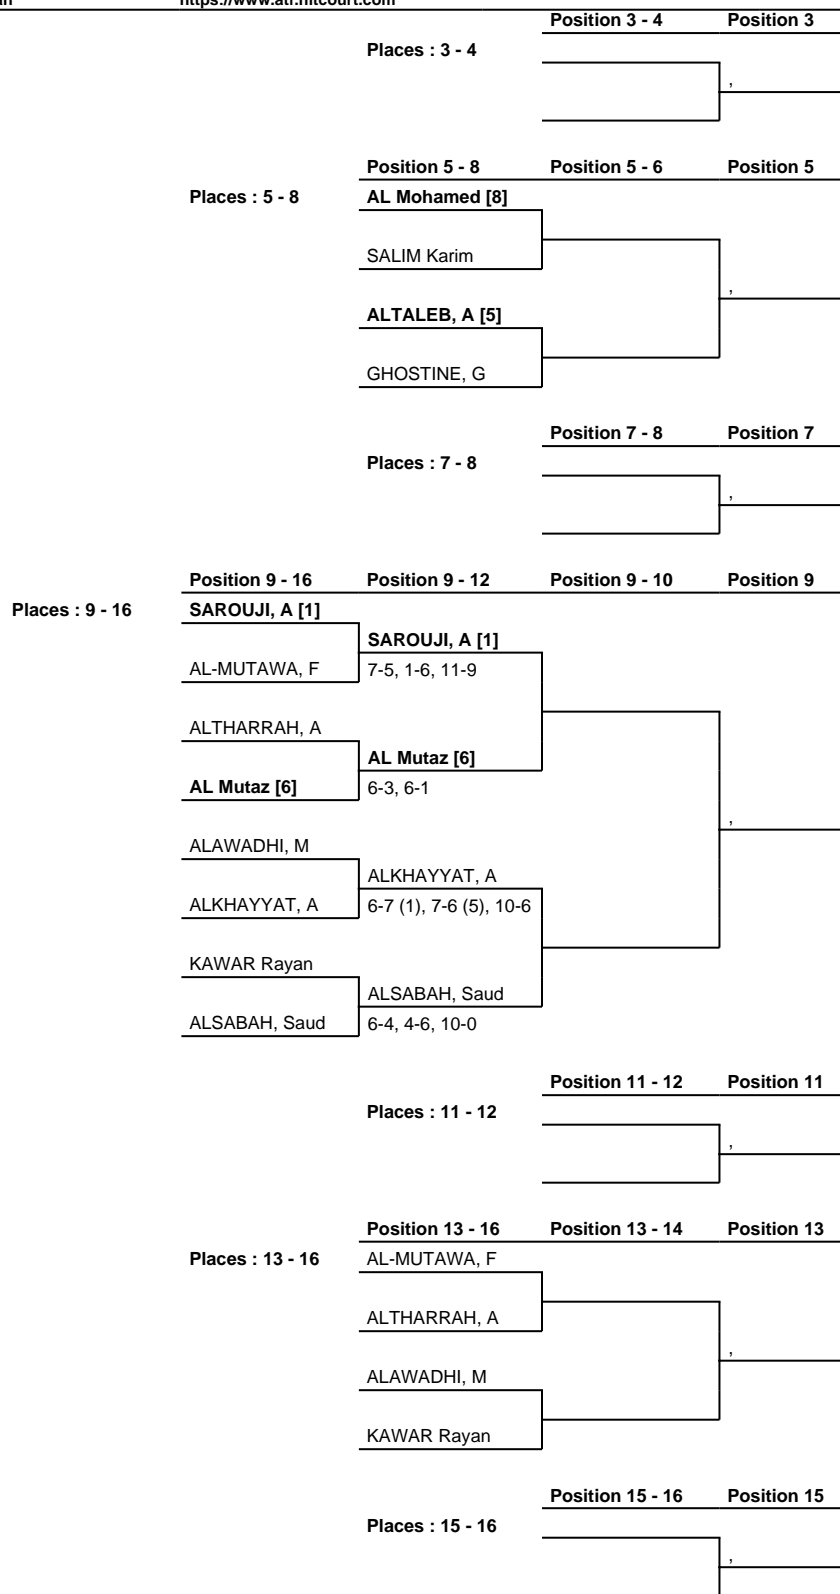 https://www.atf.hitcourt.com
Position 3 - 4 Position 3
Places : 3 - 4
,
Position 5 - 8 Position 5 - 6 Position 5
Places : 5 - 8 AL Mohamed [8]
SALIM Karim
,
ALTALEB, A [5]
GHOSTINE, G
Position 7 - 8 Position 7
Places : 7 - 8
,
Position 9 - 16 Position 9 - 12 Position 9 - 10 Position 9
Places : 9 - 16 SAROUJI, A [1]
SAROUJI, A [1]
AL-MUTAWA, F 7-5, 1-6, 11-9
ALTHARRAH, A
AL Mutaz [6]
AL Mutaz [6] 6-3, 6-1
,
ALAWADHI, M
ALKHAYYAT, A
ALKHAYYAT, A 6-7 (1), 7-6 (5), 10-6
KAWAR Rayan
ALSABAH, Saud
ALSABAH, Saud 6-4, 4-6, 10-0
Position 11 - 12 Position 11
Places : 11 - 12
,
Position 13 - 16 Position 13 - 14 Position 13
Places : 13 - 16 AL-MUTAWA, F
ALTHARRAH, A
,
ALAWADHI, M
KAWAR Rayan
Position 15 - 16 Position 15
Places : 15 - 16
,